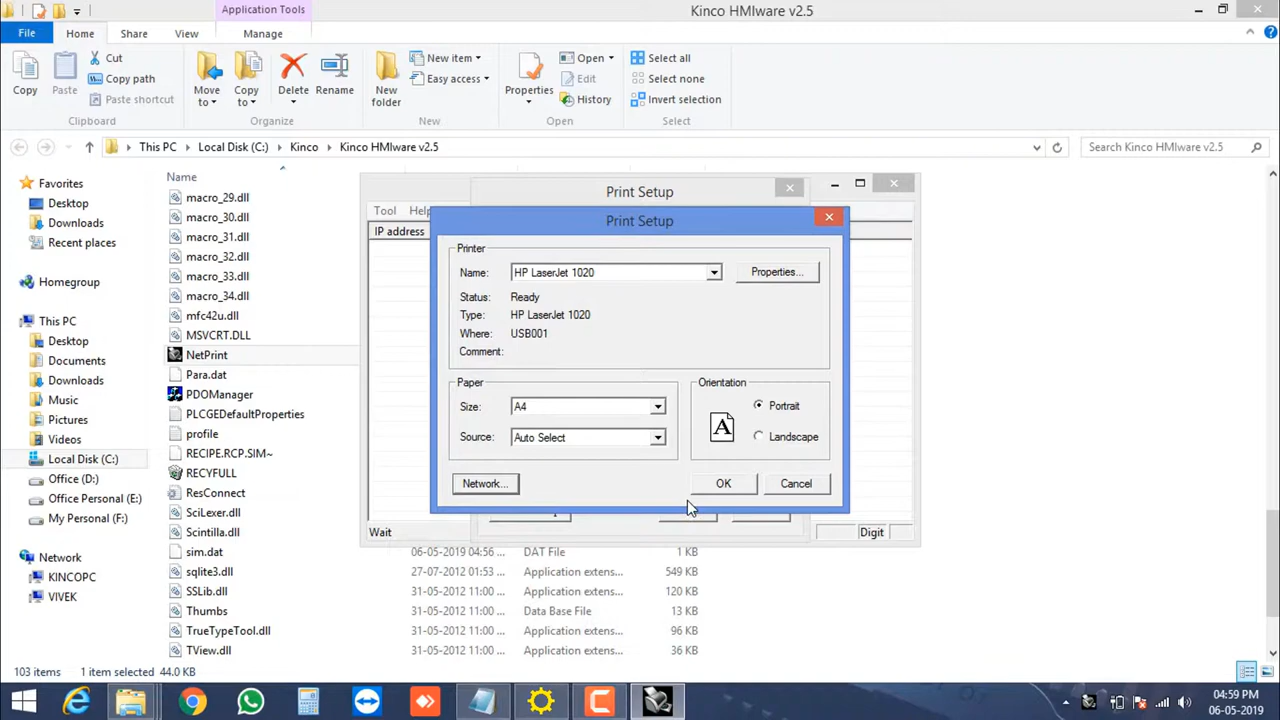 Application Tools
Kinco HMIware v2.5
File
Home
Share
View
Manage
Copy
Paste
Cut
Copy path
Paste shortcut
Clipboard
Move to
Copy to
Delete
Rename
Organize
New folder
New item
Easy access
New
Properties
Open
Edit
History
Open
Select all
Select none
Invert selection
Select
This PC
Local Disk (C:)
Kinco
Kinco HMIware v2.5
Search Kinco HMIware v2.5
Favorites
Desktop
Downloads
Recent places
Homegroup
This PC
Desktop
Documents
Downloads
Music
Pictures
Videos
Local Disk (C:)
Office (D:)
Office Personal (E:)
My Personal (F:)
Network
KINCOPC
VIVEK
Name
macro_29.dll
macro_30.dll
macro_31.dll
macro_32.dll
macro_33.dll
macro_34.dll
mfc42u.dll
MSVCRT.DLL
NetPrint
Para.dat
PDOManager
PLCGEDefaultProperties
profile
RECIPE.RCP.SIM~
RECYFULL
ResConnect
SciLexer.dll
Scintilla.dll
sim.dat 06-05-2019 04:56 DAT File 1 KB
sqlite3.dll 27-07-2012 01:53 ... Application extens... 549 KB
SSLib.dll 31-05-2012 11:00 ... Application extens... 120 KB
Thumbs 31-05-2012 11:00 ... Data Base File 13 KB
TrueTypeTool.dll 31-05-2012 11:00 ... Application extens... 96 KB
TView.dll 31-05-2012 11:00 ... Application extens... 36 KB
Print Setup
Tool
IP address
Wait
Digit
Print Setup
Printer
Name: HP LaserJet 1020
Properties...
Status: Ready
Type: HP LaserJet 1020
Where: USB001
Comment:
Paper
Size: A4
Source: Auto Select
Orientation
A
Portrait
Landscape
Network...
OK
Cancel
103 items
1 item selected 44.0 KB
04:59 PM
06-05-2019